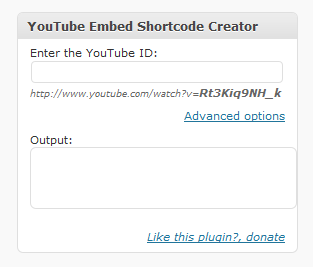 YouTube Embed Shortcode Creator
Enter the YouTube ID:
http://www.youtube.com/watch?v=Rt3Kiq9NH_k
Advanced options
Output:
Like this plugin?, donate